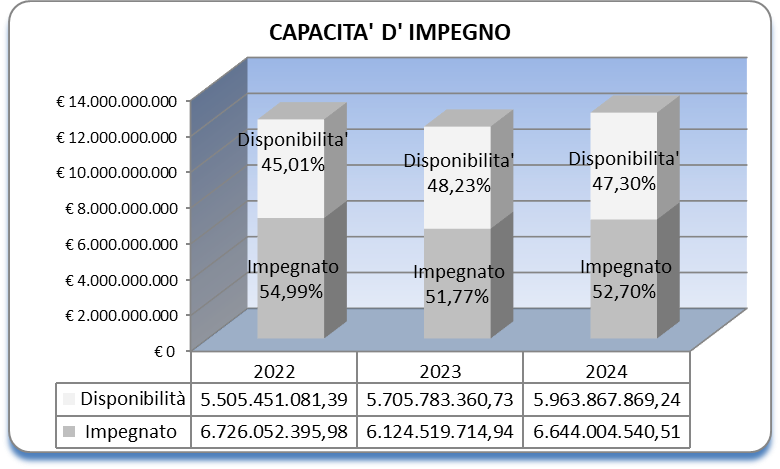 CAPACITA' D' IMPEGNO
€ 14.000.000.000
€ 12.000.000.000
€ 10.000.000.000
€ 8.000.000.000
€ 6.000.000.000
€ 4.000.000.000
€ 2.000.000.000
€ 0
Disponibilita'
45,01%
Disponibilita'
48,23%
Disponibilita'
47,30%
Impegnato
54,99%
Impegnato
51,77%
Impegnato
52,70%
2022 2023 2024
Disponibilità 5.505.451.081,39 5.705.783.360,73 5.963.867.869,24
Impegnato 6.726.052.395,98 6.124.519.714,94 6.644.004.540,51